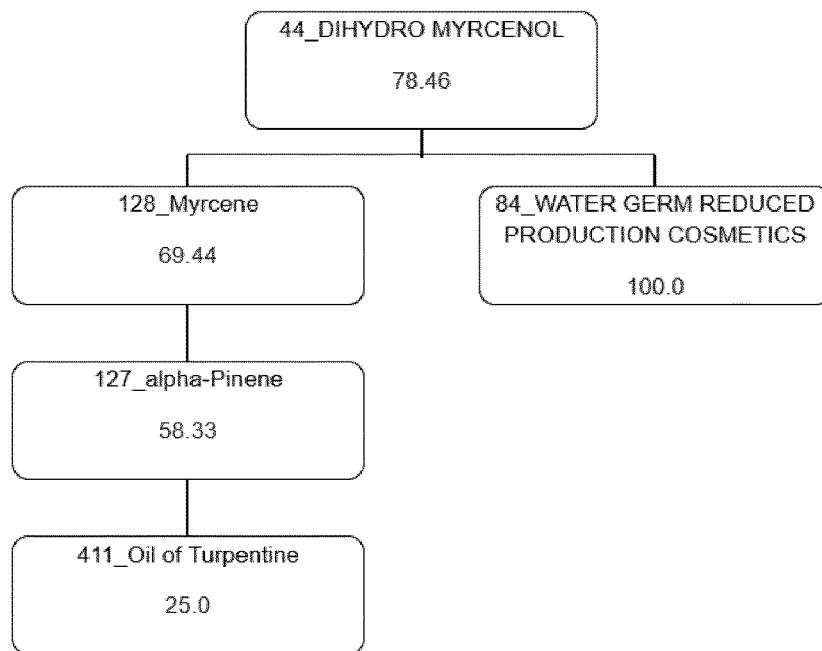 44_DIHYDRO MYRCENOL
78.46
128_Myrcene
69.44
84_WATER GERM REDUCED
PRODUCTION COSMETICS
100.0
127_alpha-Pinene
58.33
411_Oil of Turpentine
25.0